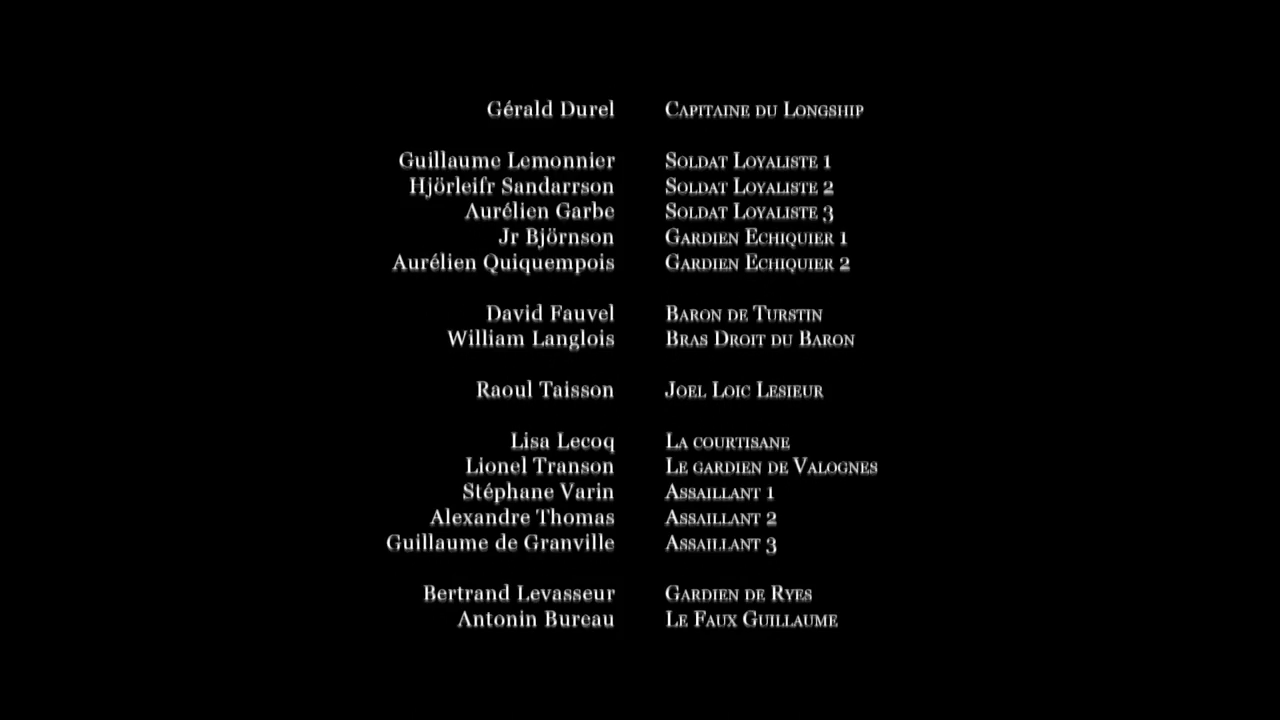 Gérald Durel Capitaine du Longship
Guillaume Lemonnier Soldat Loyaliste 1
Hjörleifr Sandarrson Soldat Loyaliste 2
Aurélien Garbe Soldat Loyaliste 3
Jr Björnson Gardien Echiquier 1
Aurélien Quiquempois Gardien Echiquier 2
David Fauvel Baron de Turstin
William Langlois Bras Droit du Baron
Raoul Taisson Joel Loic Lesieur
Lisa Lecoq La courtisane
Lionel Transon Le gardien de Valognes
Stéphane Varin Assaillant 1
Alexandre Thomas Assaillant 2
Guillaume de Granville Assaillant 3
Bertrand Levasseur Gardien de Ryes
Antonin Bureau Le Faux Guillaume